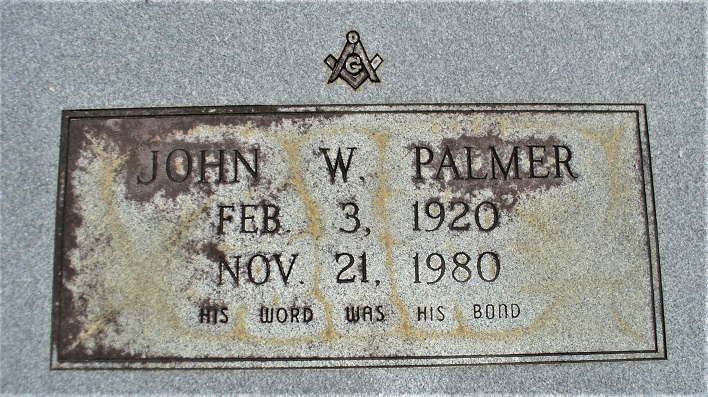 G
JOHN W. PALMER
FEB. 3, 1920
NOV. 21, 1980
HIS WORD WAS HIS BOND